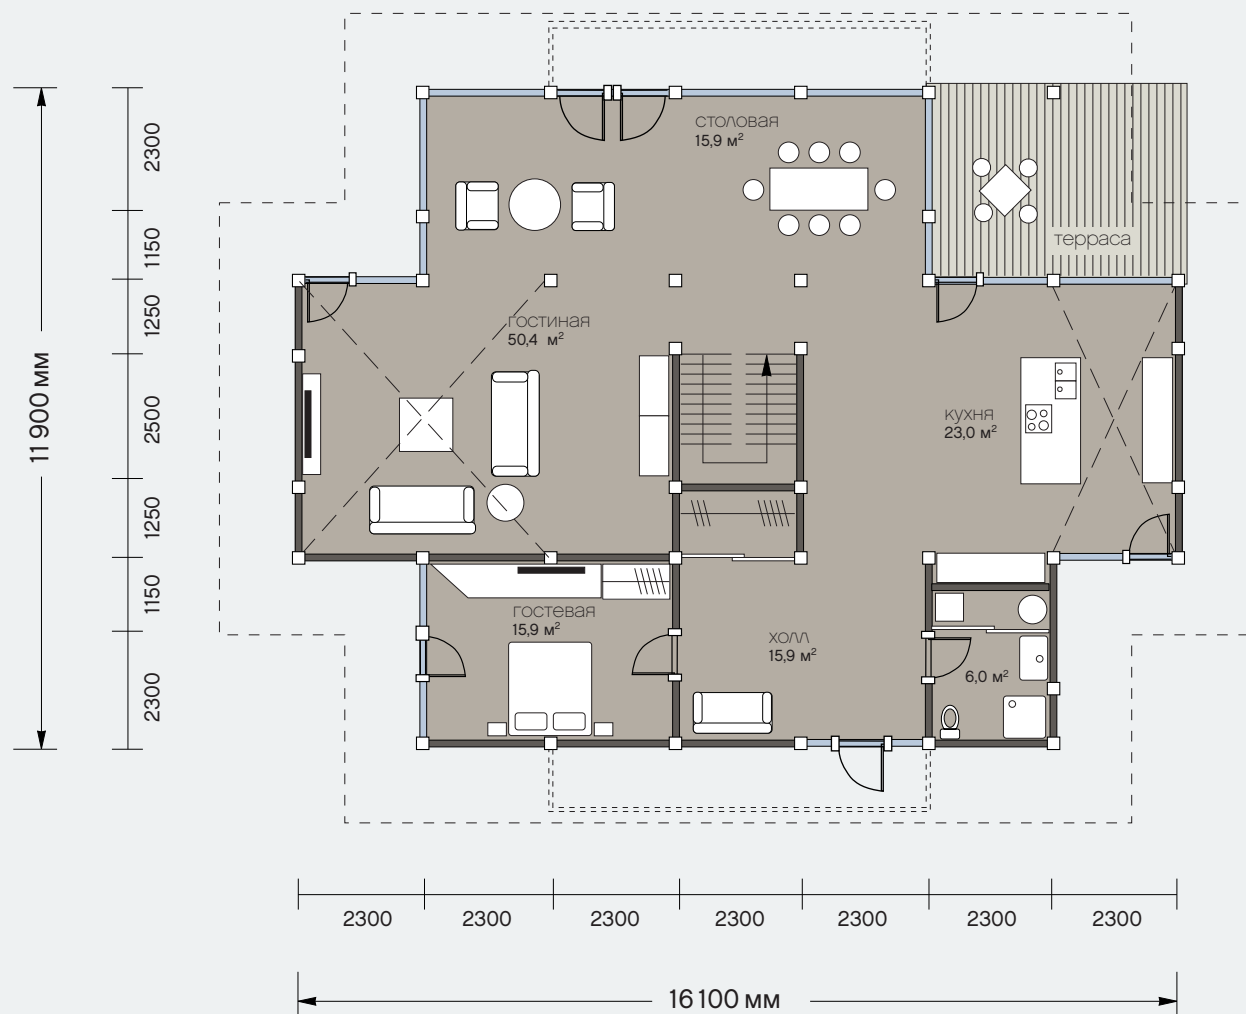 столовая
15,9 м²
терраса
гостиная
50,4 м²
кухня
23,0 м²
гостевая
15,9 м²
холл
15,9 м²
6,0 м²
2300
1150
1250
2500
1250
1150
2300
11 900 мм
2300 2300 2300 2300 2300 2300 2300
16 100 мм